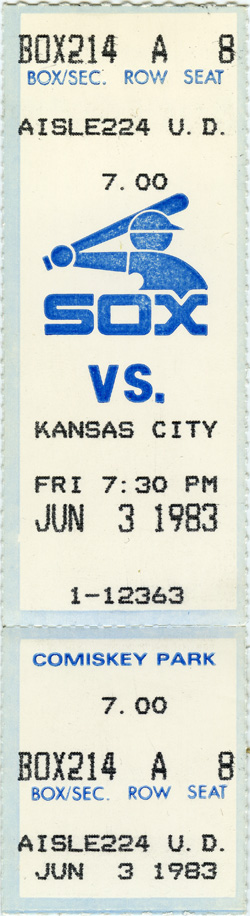 BOX214 A 8
BOX/SEC. ROW SEAT
AISLE224 U.D.
7.00
SOX
VS.
KANSAS CITY
FRI 7:30 PM
JUN 3 1983
1-12363
COMISKEY PARK
7.00
BOX214 A 8
BOX/SEC. ROW SEAT
AISLE224 U.D.
JUN 3 1983